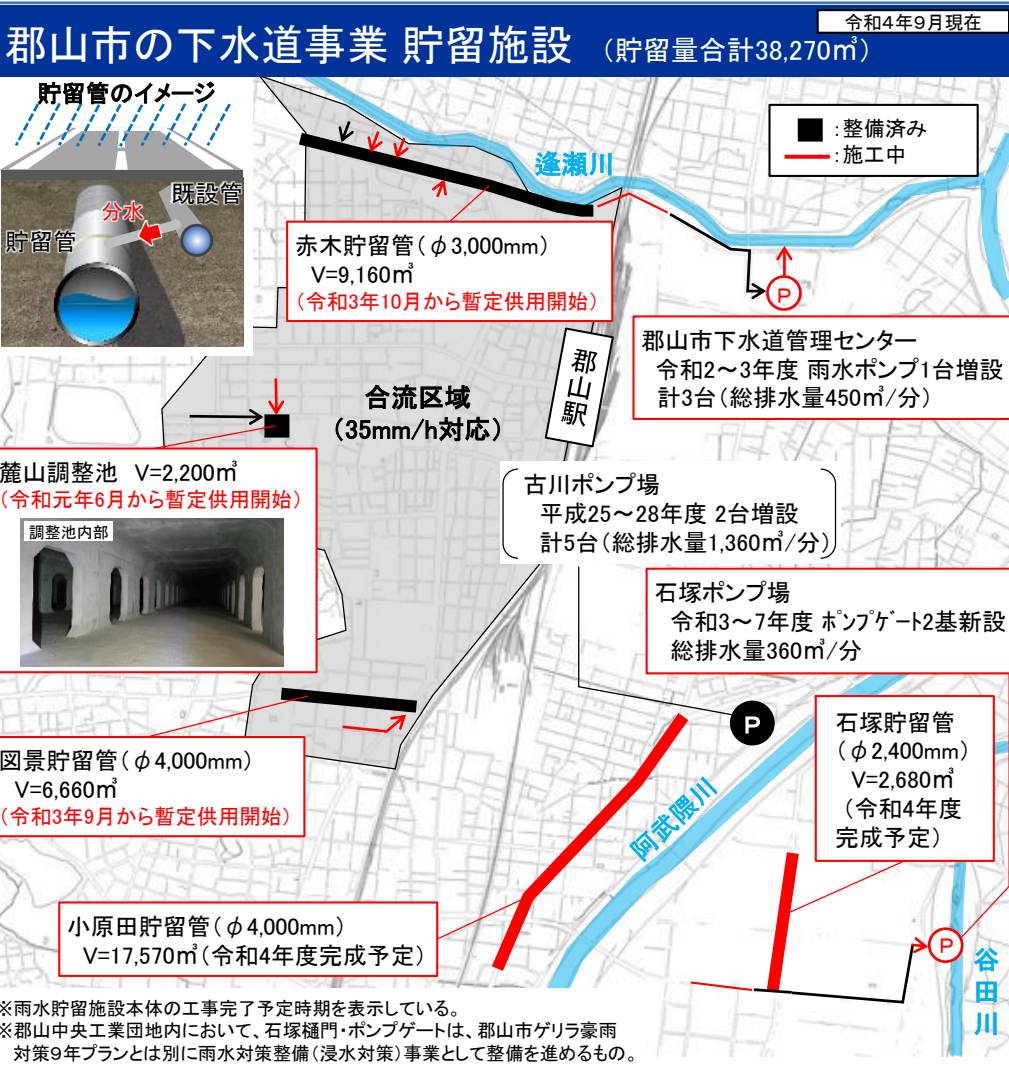 令和4年9月現在
郡山市の下水道事業 貯留施設 (貯留量合計38,270㎥)
貯留管のイメージ
既設管
分水
貯留管
■:整備済み
:施工中
逢瀬川
赤木貯留管(φ3,000mm)
V=9,160㎥
(令和3年10月から暫定供用開始)
P
郡山市下水道管理センター
令和2~3年度 雨水ポンプ1台増設
計3台(総排水量450㎥/分)
郡山駅
合流区域
(35mm/h対応)
麓山調整池 V=2,200㎥
(令和元年6月から暫定供用開始)
調整池内部
古川ポンプ場
平成25~28年度 2台増設
計5台(総排水量1,360㎥/分)
石塚ポンプ場
令和3~7年度 ポンプゲート2基新設
総排水量360㎥/分
P
石塚貯留管
(φ2,400mm)
V=2,680㎥
(令和4年度
完成予定)
図景貯留管(φ4,000mm)
V=6,660㎥
(令和3年9月から暫定供用開始)
阿武隈川
小原田貯留管(φ4,000mm)
V=17,570㎥(令和4年度完成予定)
P
谷田川
※雨水貯留施設本体の工事完了予定時期を表示している。
※郡山中央工業団地内において、石塚樋門・ポンプゲートは、郡山市ゲリラ豪雨
対策9年プランとは別に雨水対策整備(浸水対策)事業として整備を進めるもの。